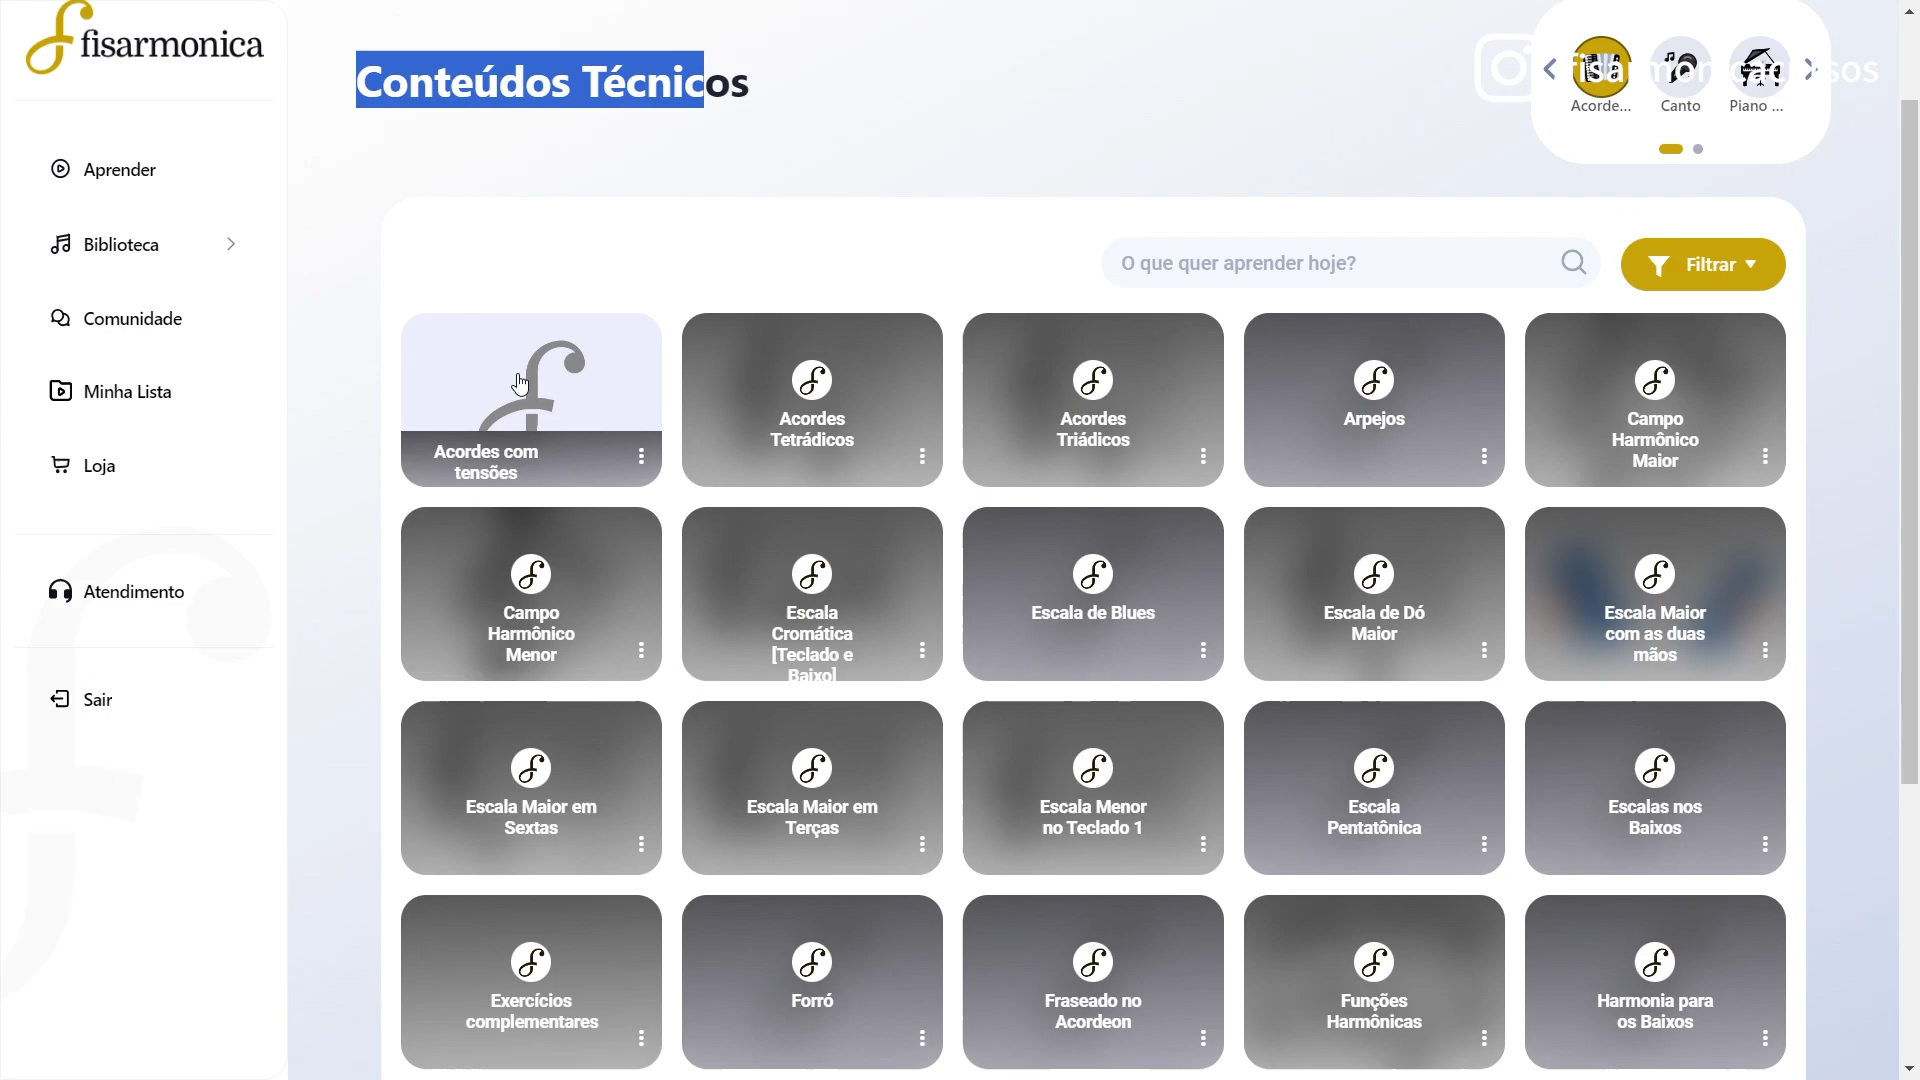 fisarmonica
Conteúdos Técnicos
fisarmonicacursos
Acorde...
Canto
Piano ...
Aprender
Biblioteca
Comunidade
Minha Lista
Loja
Atendimento
Sair
O que quer aprender hoje?
Filtrar
Acordes com
tensões
Acordes
Tetrádicos
Acordes
Triádicos
Arpejos
Campo
Harmônico
Maior
Campo
Harmônico
Menor
Escala
Cromática
[Teclado e
Baixo]
Escala de Blues
Escala de Dó
Maior
Escala Maior
com as duas
mãos
Escala Maior em
Sextas
Escala Maior em
Terças
Escala Menor
no Teclado 1
Escala
Pentatônica
Escalas nos
Baixos
Exercícios
complementares
Forró
Fraseado no
Acordeon
Funções
Harmônicas
Harmonia para
os Baixos